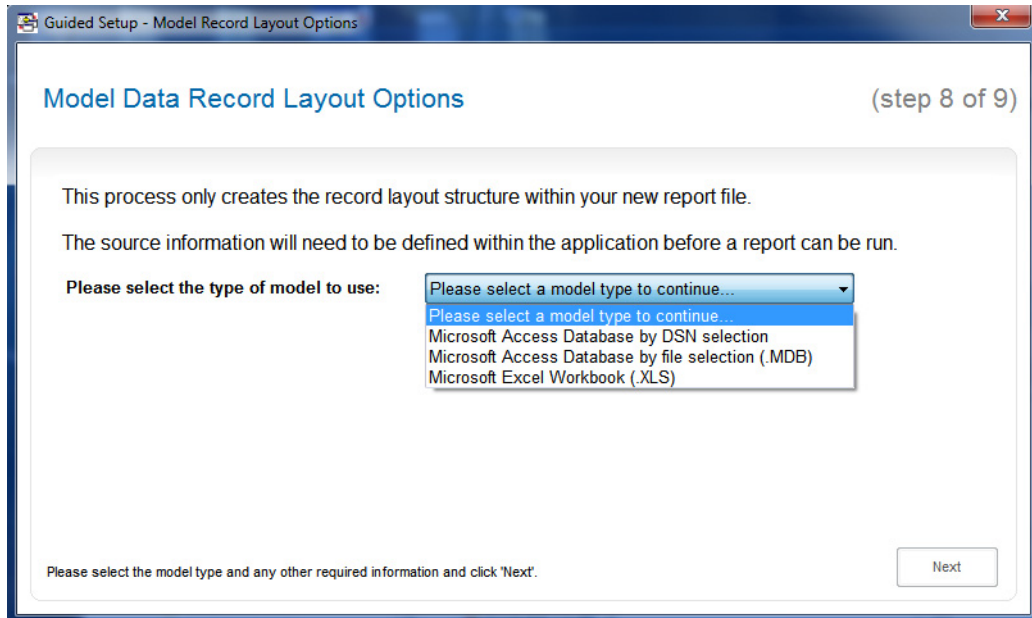 Guided Setup - Model Record Layout Options
Model Data Record Layout Options
(step 8 of 9)
This process only creates the record layout structure within your new report file.
The source information will need to be defined within the application before a report can be run.
Please select the type of model to use:
Please select a model type to continue...
Please select a model type to continue...
Microsoft Access Database by DSN selection
Microsoft Access Database by file selection (.MDB)
Microsoft Excel Workbook (.XLS)
Please select the model type and any other required information and click 'Next'.
Next